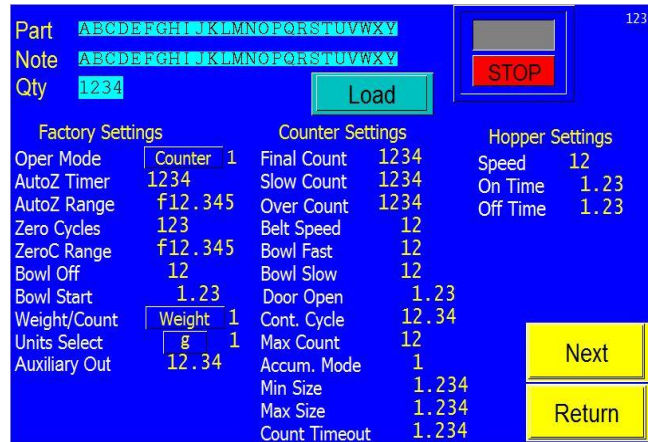 123
Part ABCDEFGHIJKLMNOPQRSTUVWXY
Note ABCDEFGHIJKLMNOPQRSTUVWXY
Qty 1234
STOP
Load
Factory Settings
Oper Mode Counter 1
AutoZ Timer 1234
AutoZ Range f12.345
Zero Cycles 123
ZeroC Range f12.345
Bowl Off 12
Bowl Start 1.23
Weight/Count Weight 1
Units Select g 1
Auxiliary Out 12.34
Counter Settings
Final Count 1234
Slow Count 1234
Over Count 1234
Belt Speed 12
Bowl Fast 12
Bowl Slow 12
Door Open 1.23
Cont. Cycle 12.34
Max Count 12
Accum. Mode 1
Min Size 1.234
Max Size 1.234
Count Timeout 1.234
Hopper Settings
Speed 12
On Time 1.23
Off Time 1.23
Next
Return